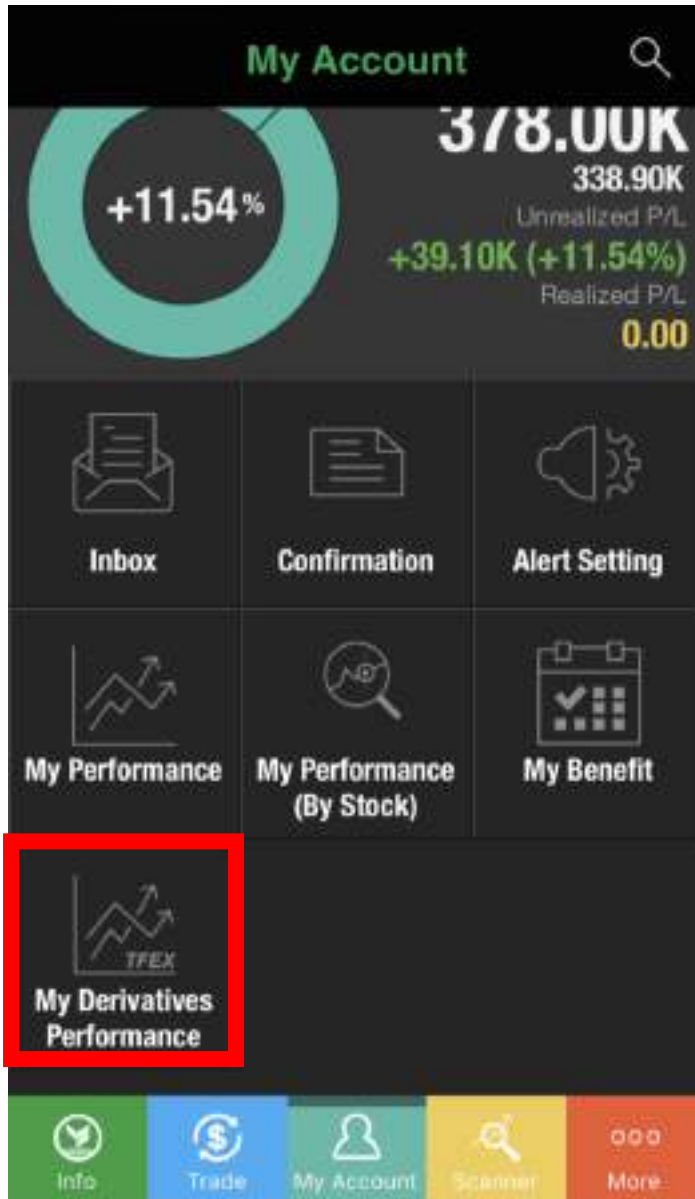 My Account
378.00K
338.90K
+11.54%
Unrealized P/L
+39.10K (+11.54%)
Realized P/L
0.00
Inbox
Confirmation
Alert Setting
My Performance
My Performance
(By Stock)
My Benefit
TFEX
My Derivatives
Performance
Info
Trade
My Account
Scanner
More